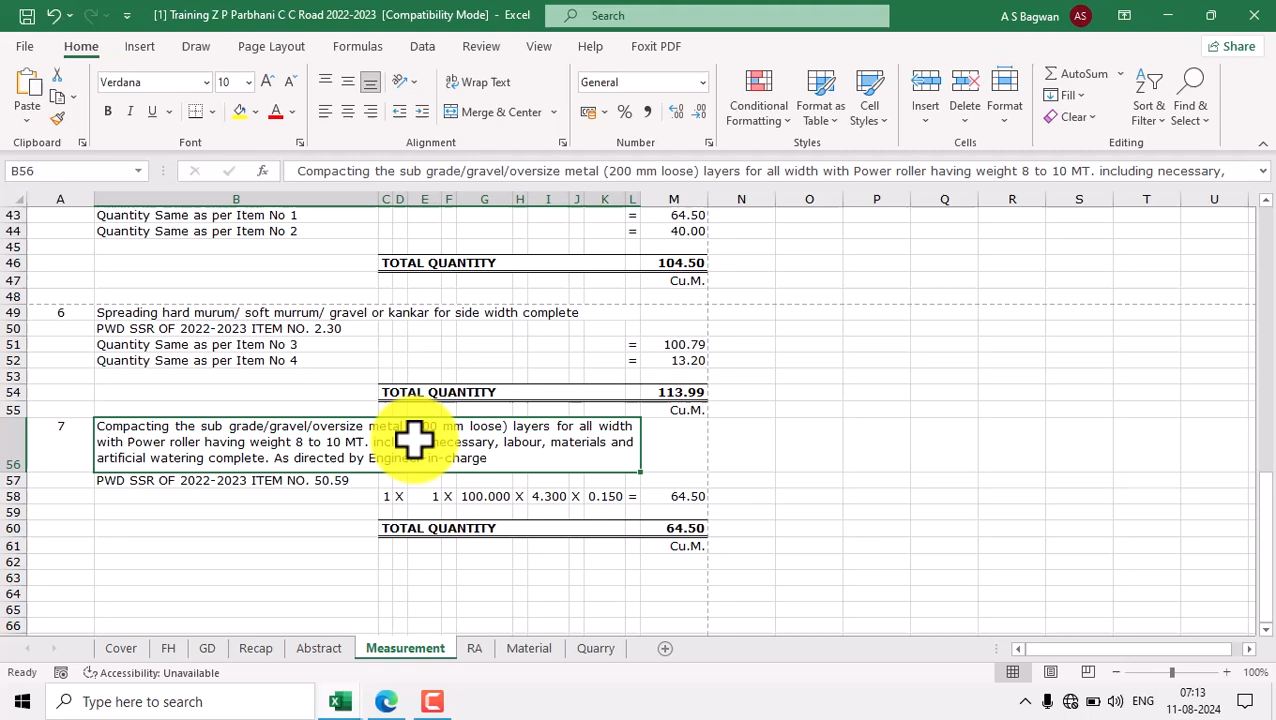 [1] Training Z P Parbhani C C Road 2022-2023 [Compatibility Mode] - Excel
Search
A S Bagwan AS
File Home Insert Draw Page Layout Formulas Data Review View Help Foxit PDF Share
Paste
Clipboard
Verdana 10
B I U
Font
Wrap Text
Merge & Center
Alignment
General
Number
Conditional Formatting
Format as Table
Cell Styles
Styles
Insert Delete Format
Cells
AutoSum
Fill
Clear
Sort & Filter
Find & Select
Editing
B56 Compacting the sub grade/gravel/oversize metal (200 mm loose) layers for all width with Power roller having weight 8 to 10 MT. including necessary,
A B C D E F G H I J K L M N O P Q R S T U
43 Quantity Same as per Item No 1 = 64.50
44 Quantity Same as per Item No 2 = 40.00
45
46 TOTAL QUANTITY 104.50
47 Cu.M.
48
49 6 Spreading hard murum/ soft murrum/ gravel or kankar for side width complete
50 PWD SSR OF 2022-2023 ITEM NO. 2.30
51 Quantity Same as per Item No 3 = 100.79
52 Quantity Same as per Item No 4 = 13.20
53
54 TOTAL QUANTITY 113.99
55 Cu.M.
7 Compacting the sub grade/gravel/oversize metal 00 mm loose) layers for all width
with Power roller having weight 8 to 10 MT. necessary, labour, materials and
56 artificial watering complete. As directed by Engineer in-charge
57 PWD SSR OF 2022-2023 ITEM NO. 50.59
58 1 X 1 X 100.000 X 4.300 X 0.150 = 64.50
59
60 TOTAL QUANTITY 64.50
61 Cu.M.
62
63
64
65
66
Cover FH GD Recap Abstract Measurement RA Material Quarry
Ready Accessibility: Unavailable 100%
Type here to search
ENG
07:13
11-08-2024